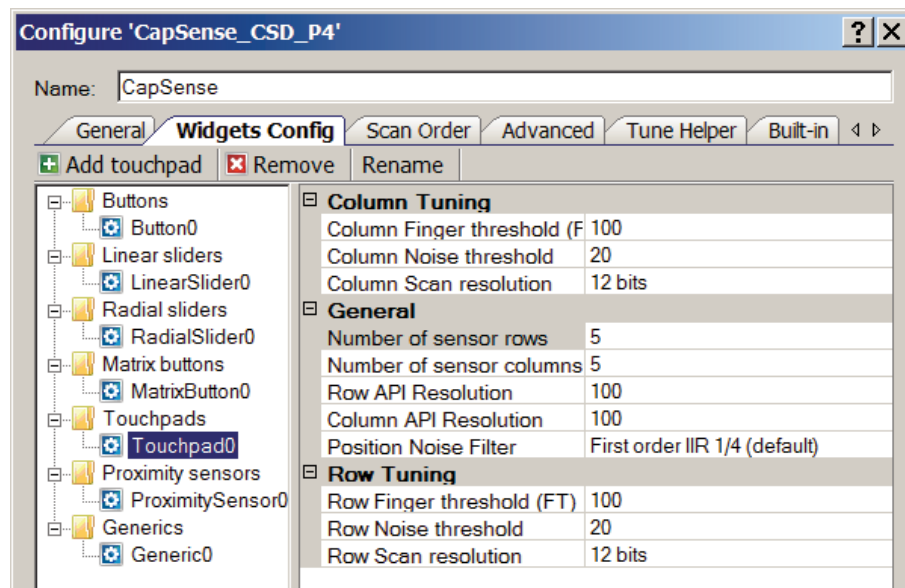 Configure 'CapSense_CSD_P4'
Name: CapSense
General Widgets Config Scan Order Advanced Tune Helper Built-in
Add touchpad Remove Rename
Buttons
Button0
Linear sliders
LinearSlider0
Radial sliders
RadialSlider0
Matrix buttons
MatrixButton0
Touchpads
Touchpad0
Proximity sensors
ProximitySensor0
Generics
Generic0
Column Tuning
Column Finger threshold (F 100
Column Noise threshold 20
Column Scan resolution 12 bits
General
Number of sensor rows 5
Number of sensor columns 5
Row API Resolution 100
Column API Resolution 100
Position Noise Filter First order IIR 1/4 (default)
Row Tuning
Row Finger threshold (FT) 100
Row Noise threshold 20
Row Scan resolution 12 bits